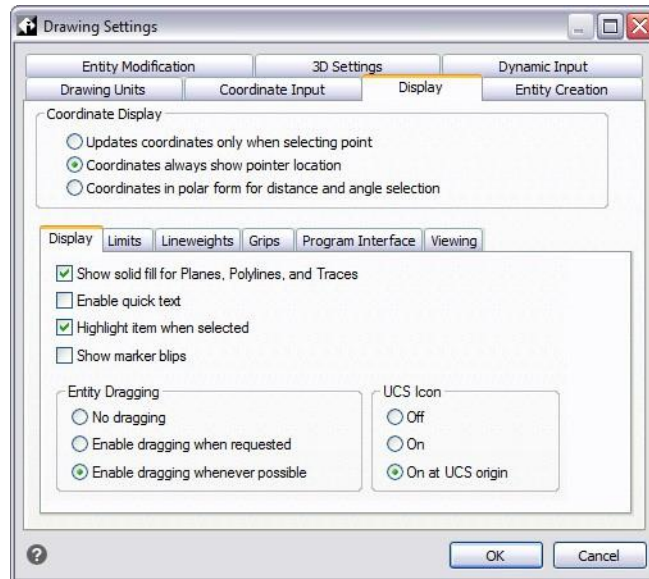 Drawing Settings
Entity Modification
3D Settings
Dynamic Input
Drawing Units
Coordinate Input
Display
Entity Creation
Coordinate Display
Updates coordinates only when selecting point
Coordinates always show pointer location
Coordinates in polar form for distance and angle selection
Display
Limits
Lineweights
Grips
Program Interface
Viewing
Show solid fill for Planes, Polylines, and Traces
Enable quick text
Highlight item when selected
Show marker blips
Entity Dragging
No dragging
Enable dragging when requested
Enable dragging whenever possible
UCS Icon
Off
On
On at UCS origin
?
OK
Cancel